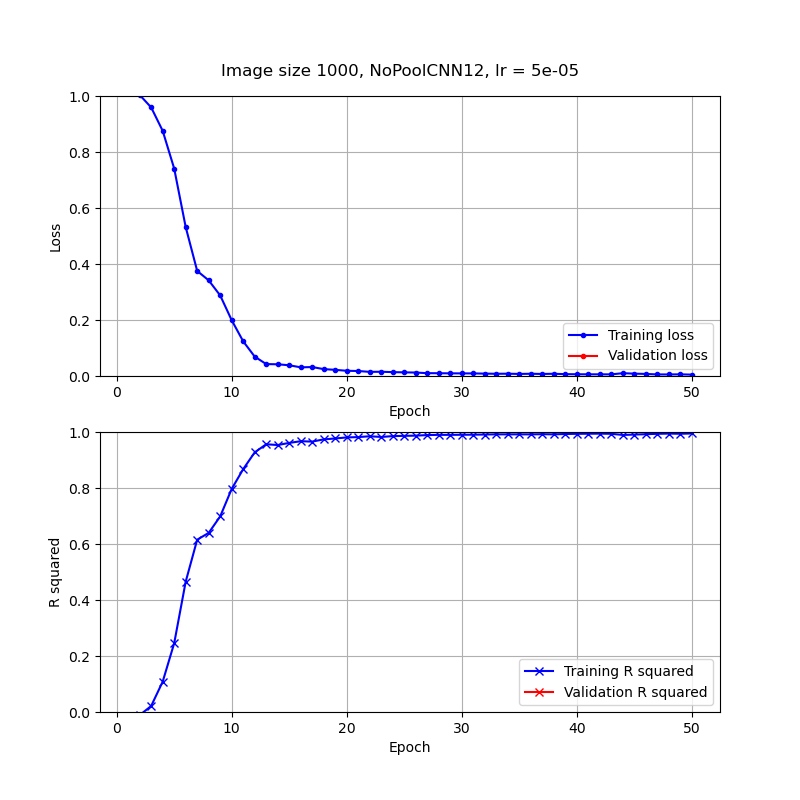 Image size 1000, NoPoolCNN12, lr = 5e-05
1.0
0.8
0.6
0.4
0.2
0.0
Loss
Training loss
Validation loss
0 10 20 30 40 50
Epoch
1.0
0.8
0.6
0.4
0.2
0.0
R squared
Training R squared
Validation R squared
0 10 20 30 40 50
Epoch